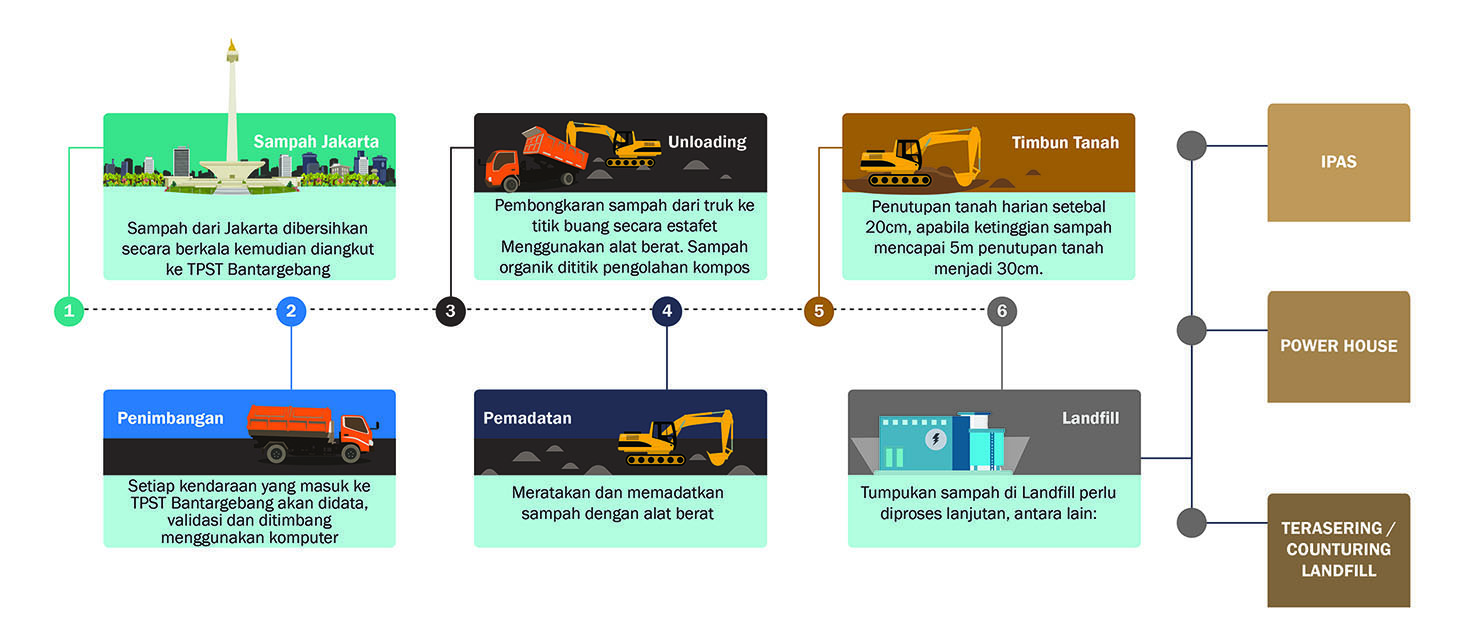 Sampah Jakarta
Sampah dari Jakarta dibersihkan
secara berkala kemudian diangkut
ke TPST Bantargebang
1
2
Penimbangan
Setiap kendaraan yang masuk ke
TPST Bantargebang akan didata,
validasi dan ditimbang
menggunakan komputer
Unloading
Pembongkaran sampah dari truk ke
titik buang secara estafet
Menggunakan alat berat. Sampah
organik dititik pengolahan kompos
3
4
Pemadatan
Meratakan dan memadatkan
sampah dengan alat berat
Timbun Tanah
Penutupan tanah harian setebal
20cm, apabila ketinggian sampah
mencapai 5m penutupan tanah
menjadi 30cm.
5
6
Landfill
Tumpukan sampah di Landfill perlu
diproses lanjutan, antara lain:
IPAS
POWER HOUSE
TERASERING /
COUNTURING
LANDFILL